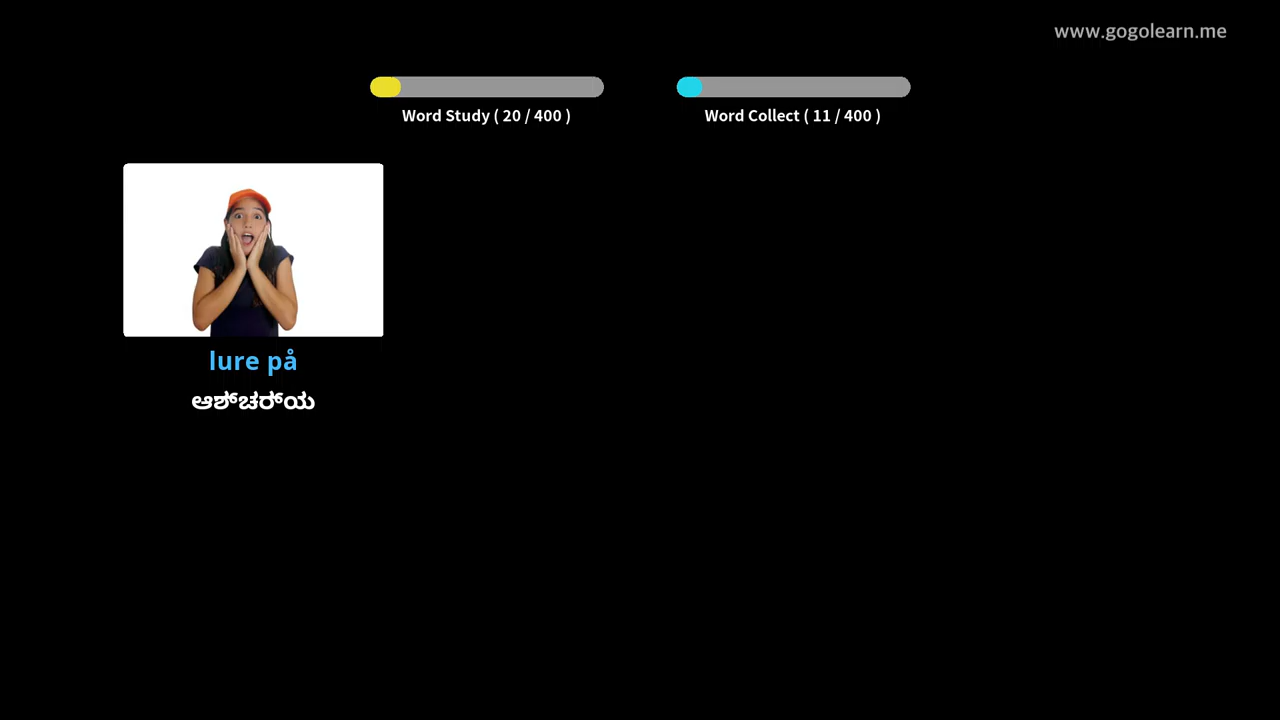 www.gogolearn.me
Word Study ( 20 / 400 )
Word Collect ( 11 / 400 )
lure på
ಆಶ್‌ಚರ್‌ಯ